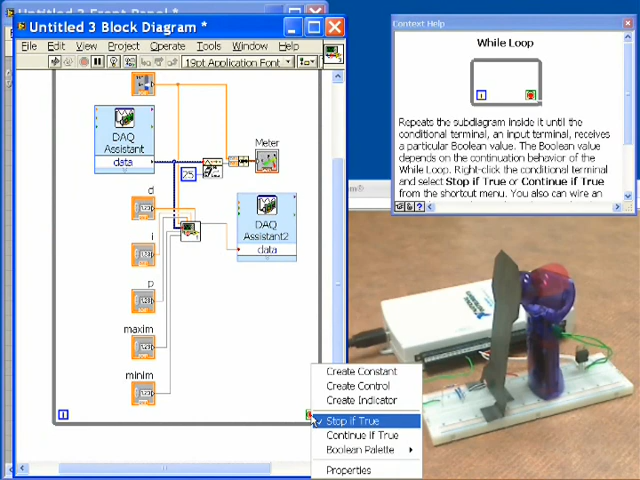 Untitled 3 Front Panel *
Untitled 3 Block Diagram *
File Edit View Project Operate Tools Window Help
19pt Application Font
DAQ
Assistant
data
Meter
25
d
DAQ
Assistant2
data
i
p
maxim
minim
i
Create Constant
Create Control
Create Indicator
Stop if True
Continue if True
Boolean Palette
Properties
Context Help
While Loop
i
Repeats the subdiagram inside it until the
conditional terminal, an input terminal, receives
a particular Boolean value. The Boolean value
depends on the continuation behavior of the
While Loop. Right-click the conditional terminal
and select Stop if True or Continue if True
from the shortcut menu. You also can wire an